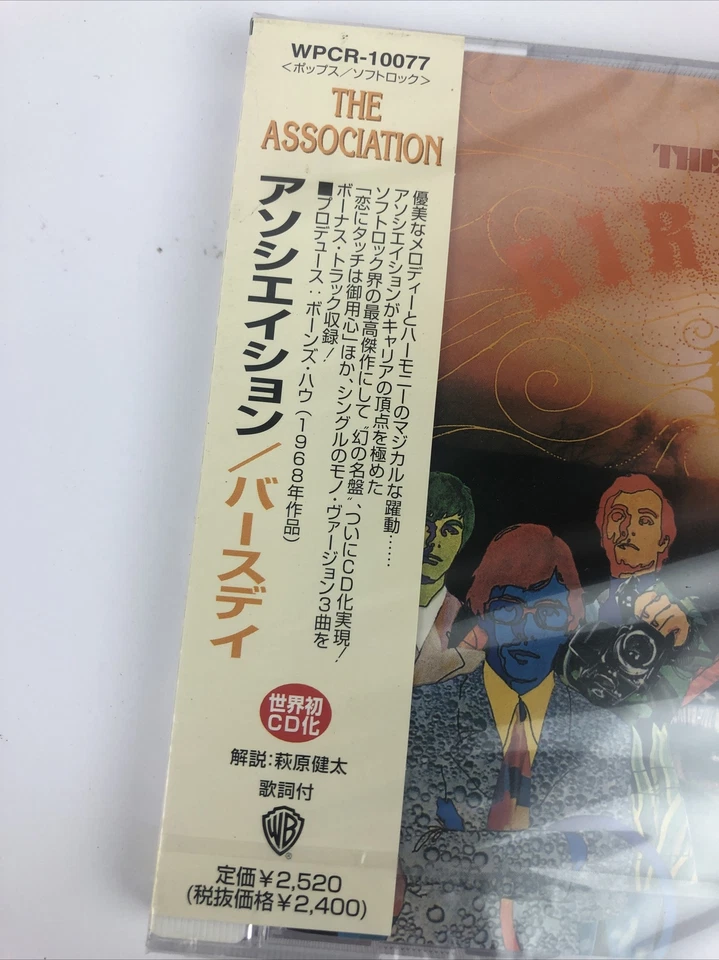 WPCR-10077
<ポップス/ソフトロック>
THE
ASSOCIATION
アソシエイション/バースデイ
優美なメロディーとハーモニーのマジカルな躍動……
アソシエイションがキャリアの頂点を極めた
ソフトロック界の最高傑作にして〝幻の名盤〟、ついにCD化実現!
「恋にタッチは御用心」ほか、シングルのモノ・ヴァージョン3曲を
ボーナス・トラック収録!
■プロデュース:ボーンズ・ハウ(1968年作品)
世界初
CD化
解説:萩原健太
歌詞付
WB
®
定価¥2,520
(税抜価格¥2,400)
THE
BIR